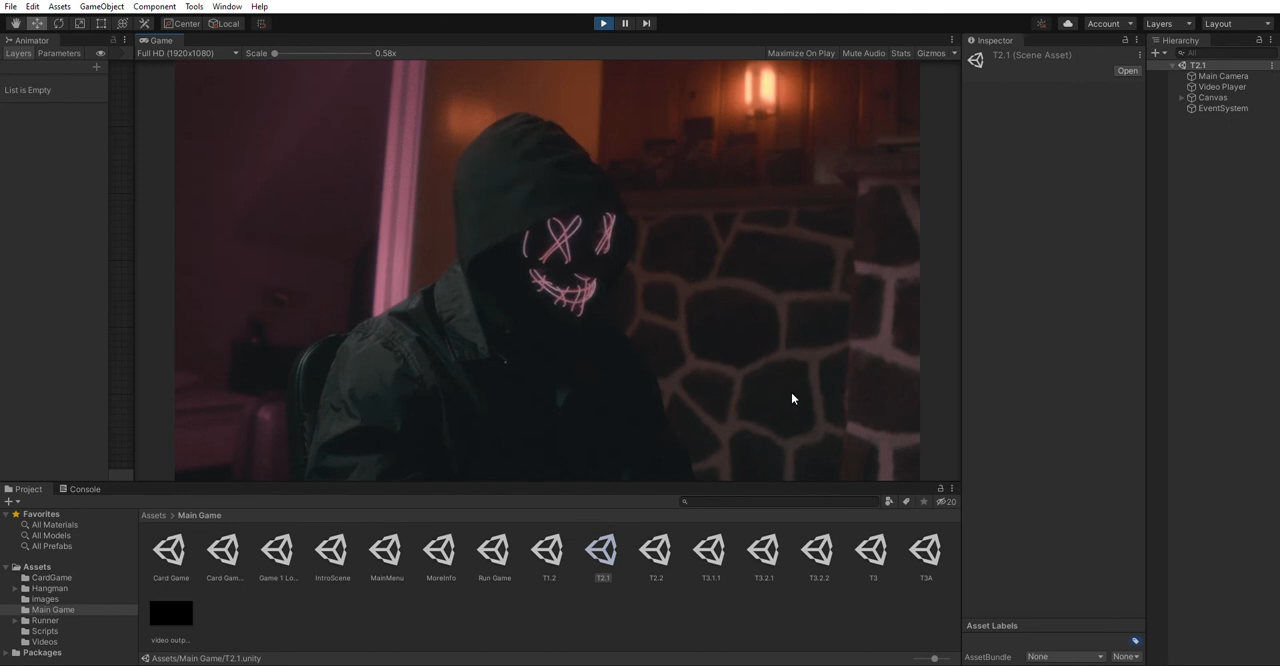 File Edit Assets GameObject Component Tools Window Help
Center Local Account Layers Layout
Animator Game Inspector Hierarchy
Layers Parameters Full HD (1920x1080) Scale 0.58x Maximize On Play Mute Audio Stats Gizmos T2.1 (Scene Asset) All
Open T2.1
Main Camera
List is Empty Video Player
Canvas
EventSystem
Project Console
20
Favorites Assets > Main Game
All Materials
All Models
All Prefabs
Assets
CardGame Card Game Card Gam... Game 1 Lo... IntroScene MainMenu MoreInfo Run Game T1.2 T2.1 T2.2 T3.1.1 T3.2.1 T3.2.2 T3 T3A
Hangman
images
Main Game
Runner
Scripts Asset Labels
Videos video outp...
Packages Assets/Main Game/T2.1.unity AssetBundle None None